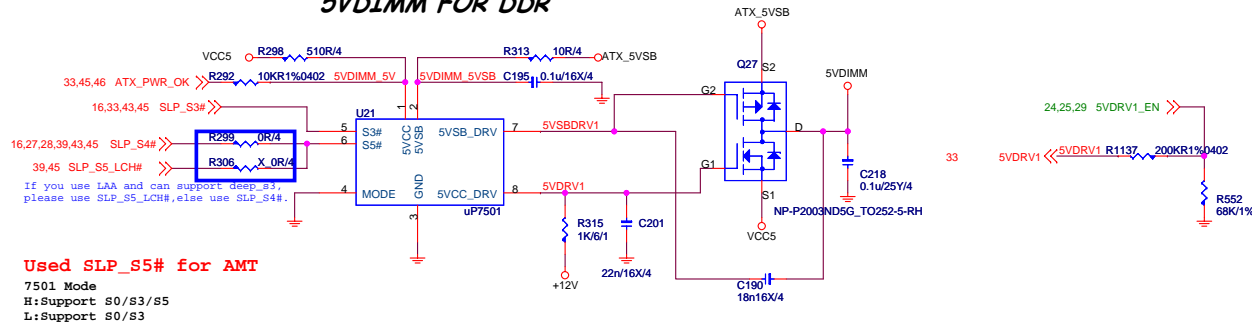 5VDIMM FOR DDR
ATX_5VSB
VCC5
R298 510R/4
R313 10R/4
ATX_5VSB
33,45,46 ATX_PWR_OK
R292 10KR1%0402
5VDIMM_5V
5VDIMM_5VSB
C195 0.1u/16X/4
16,33,43,45 SLP_S3#
16,27,28,39,43,45 SLP_S4#
R299 0R/4
39,45 SLP_S5_LCH#
R306 X_0R/4
If you use LAA and can support deep_s3,
please use SLP_S5_LCH#,else use SLP_S4#.
U21
1
2
5VCC
5VSB
5 S3#
6 S5#
4 MODE
GND
3
5VSB_DRV 7
5VCC_DRV 8
uP7501
5VSBDRV1
5VDRV1
R315
1K/6/1
+12V
C201
22n/16X/4
Q27
S2
G2
D
G1
S1
NP-P2003ND5G_TO252-5-RH
VCC5
5VDIMM
C218
0.1u/25Y/4
C190
18n16X/4
24,25,29 5VDRV1_EN
33 5VDRV1
5VDRV1
R1137 200KR1%0402
R552
68K/1%
Used SLP_S5# for AMT
7501 Mode
H:Support S0/S3/S5
L:Support S0/S3